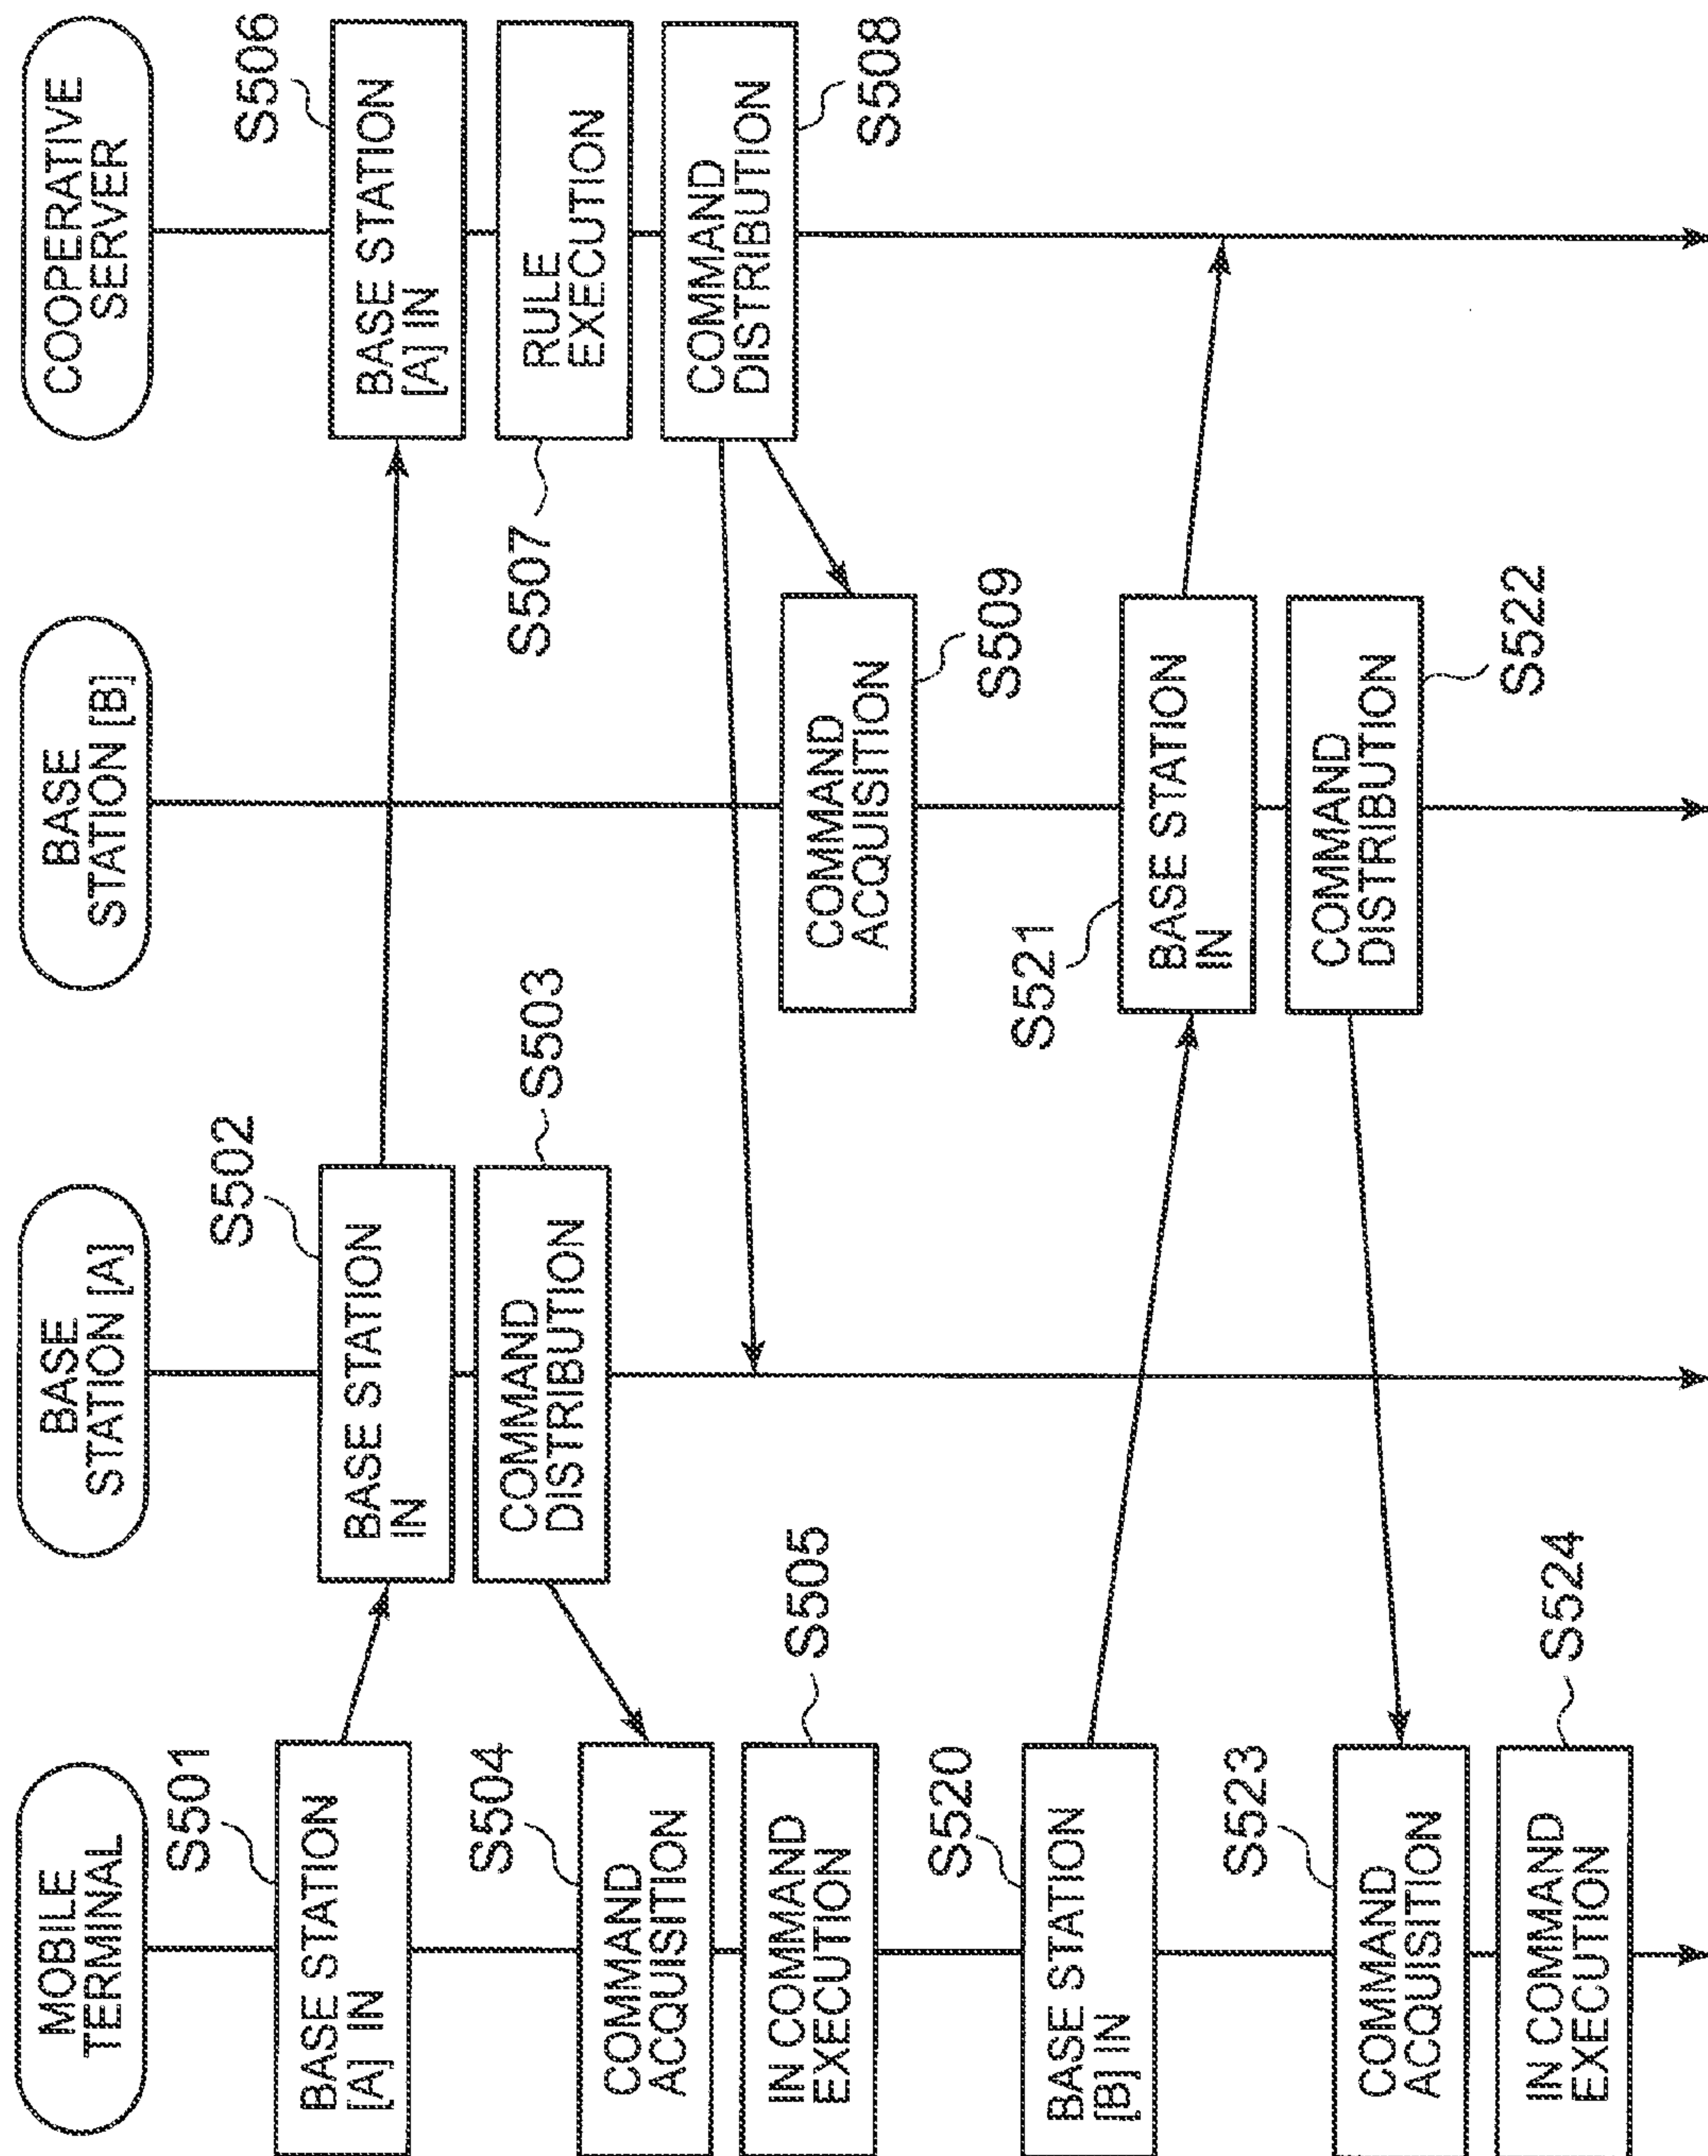 MOBILE
TERMINAL
BASE
STATION [A]
BASE
STATION [B]
COOPERATIVE
SERVER
S501
BASE STATION
[A] IN
S502
BASE STATION
IN
S503
COMMAND
DISTRIBUTION
S504
COMMAND
ACQUISITION
S505
IN COMMAND
EXECUTION
S506
BASE STATION
[A] IN
S507
RULE
EXECUTION
COMMAND
DISTRIBUTION
S508
COMMAND
ACQUISITION
S509
S520
BASE STATION
[B] IN
S521
BASE STATION
IN
COMMAND
DISTRIBUTION
S522
S523
COMMAND
ACQUISITION
IN COMMAND
EXECUTION
S524